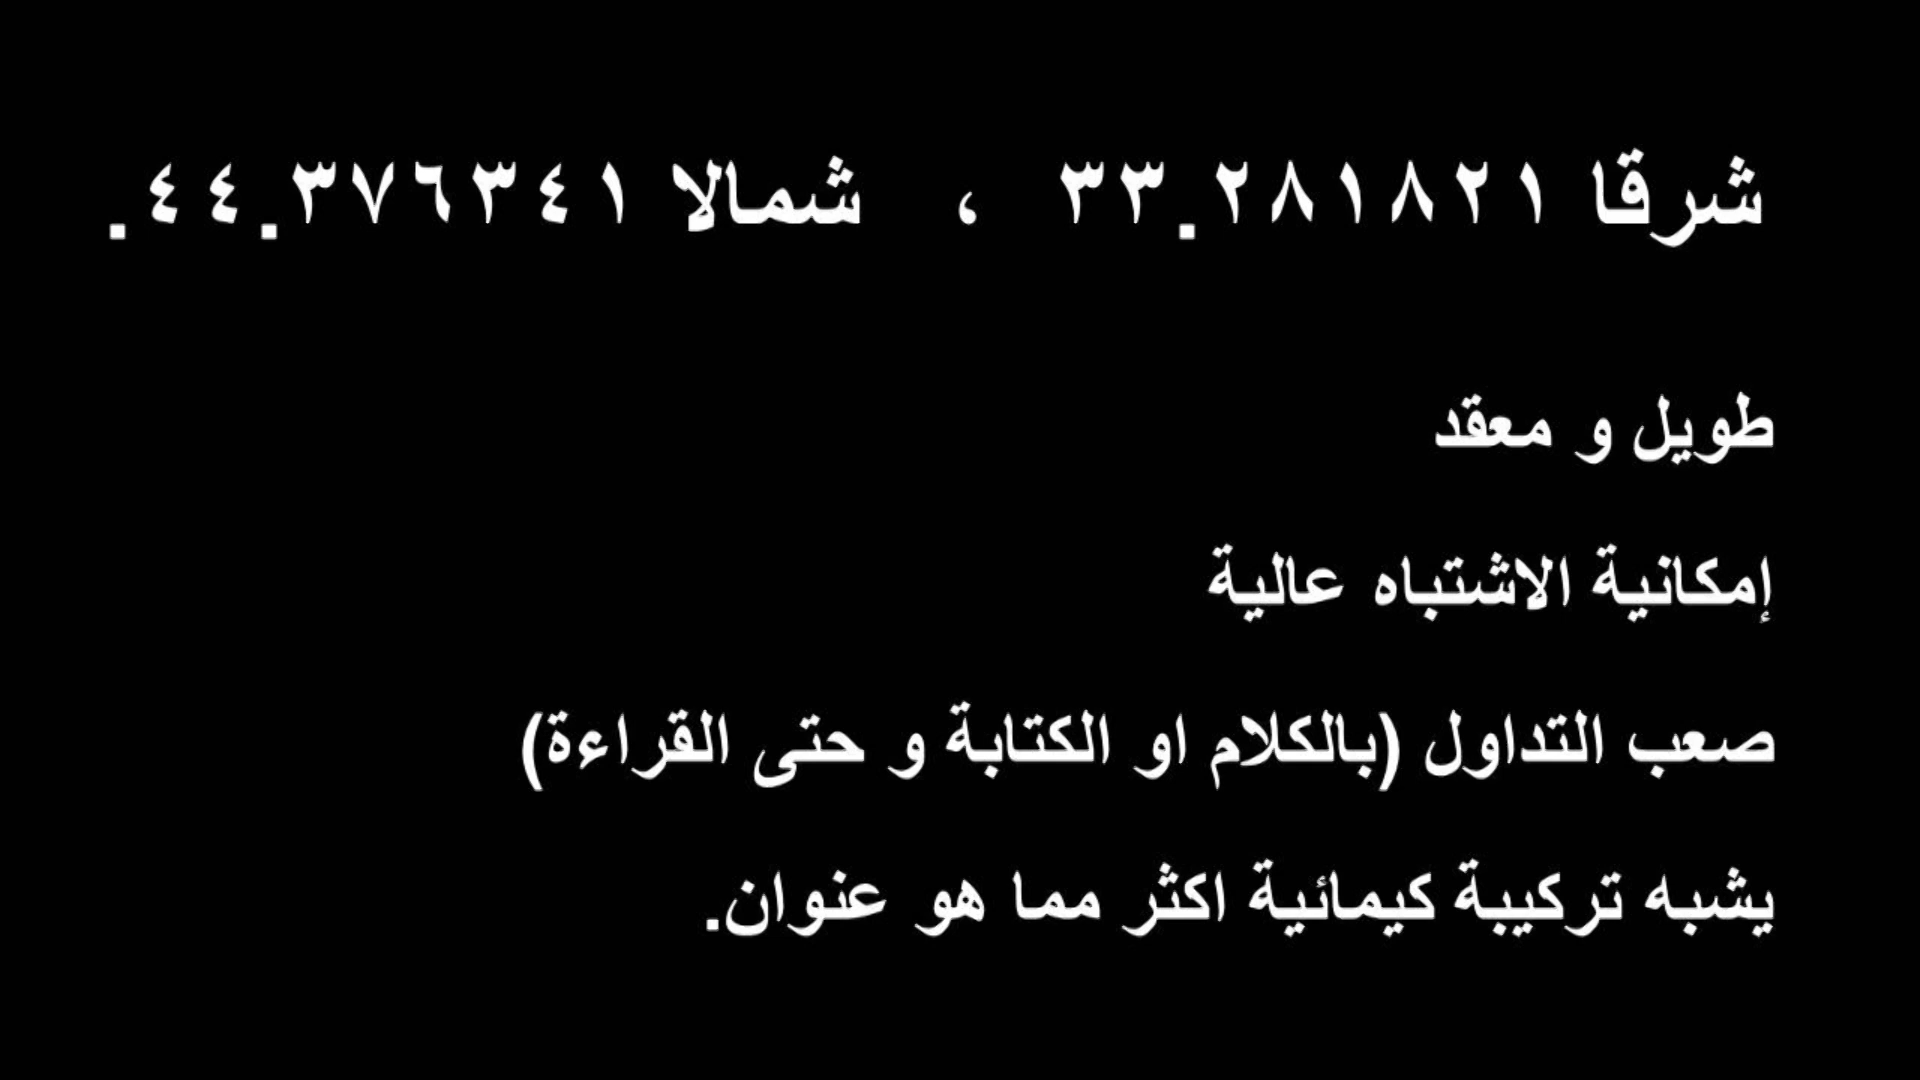 شرقا ٣٣.٢٨١٨٢١ ، شمالا ٤٤.٣٧٦٣٤١.
طويل و معقد
إمكانية الاشتباه عالية
صعب التداول (بالكلام او الكتابة و حتى القراءة)
يشبه تركيبة كيمائية اكثر مما هو عنوان.